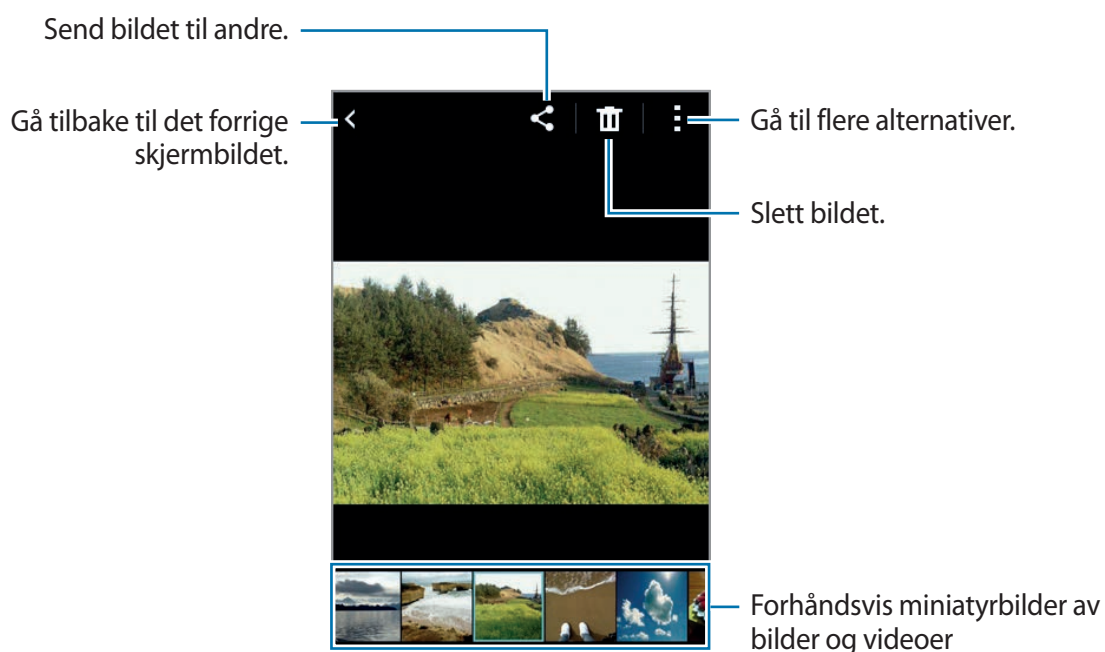 Send bildet til andre.
Gå tilbake til det forrige
skjermbildet.
Gå til flere alternativer.
Slett bildet.
Forhåndsvis miniatyrbilder av
bilder og videoer